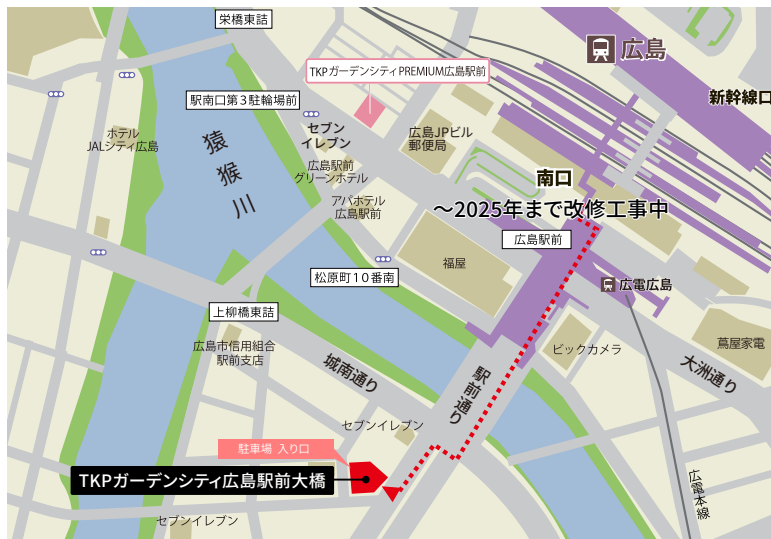 栄橋東詰
広島
TKPガーデンシティPREMIUM広島駅前
新幹線口
駅南口第3駐輪場前
セブン
イレブン
ホテル
JALシティ広島
猿猴川
広島JPビル
郵便局
広島駅前
グリーンホテル
南口
アパホテル
広島駅前
～2025年まで改修工事中
広島駅前
福屋
松原町10番南
広電広島
上柳橋東詰
広島市信用組合
駅前支店
城南通り
駅前通り
ビックカメラ
蔦屋家電
大洲通り
セブンイレブン
駐車場 入り口
TKPガーデンシティ広島駅前大橋
広電本線
セブンイレブン